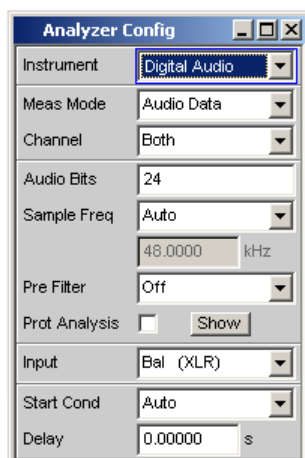 Analyzer Config
Instrument Digital Audio
Meas Mode Audio Data
Channel Both
Audio Bits 24
Sample Freq Auto
48.0000 kHz
Pre Filter Off
Prot Analysis Show
Input Bal (XLR)
Start Cond Auto
Delay 0.00000 s